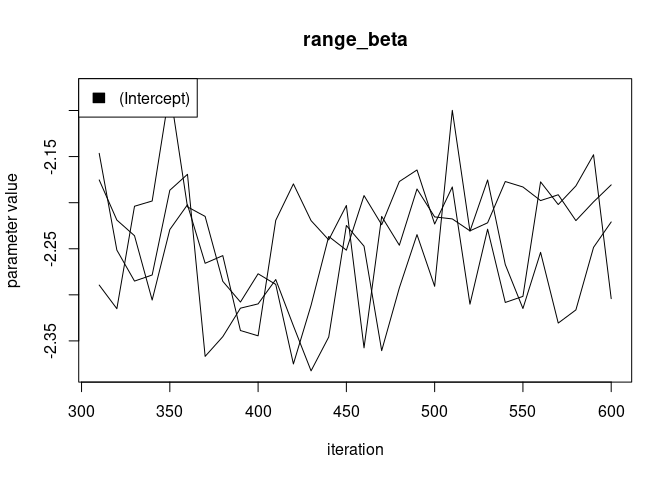 range_beta
(Intercept)
parameter value
-2.15
-2.25
-2.35
300 350 400 450 500 550 600
iteration